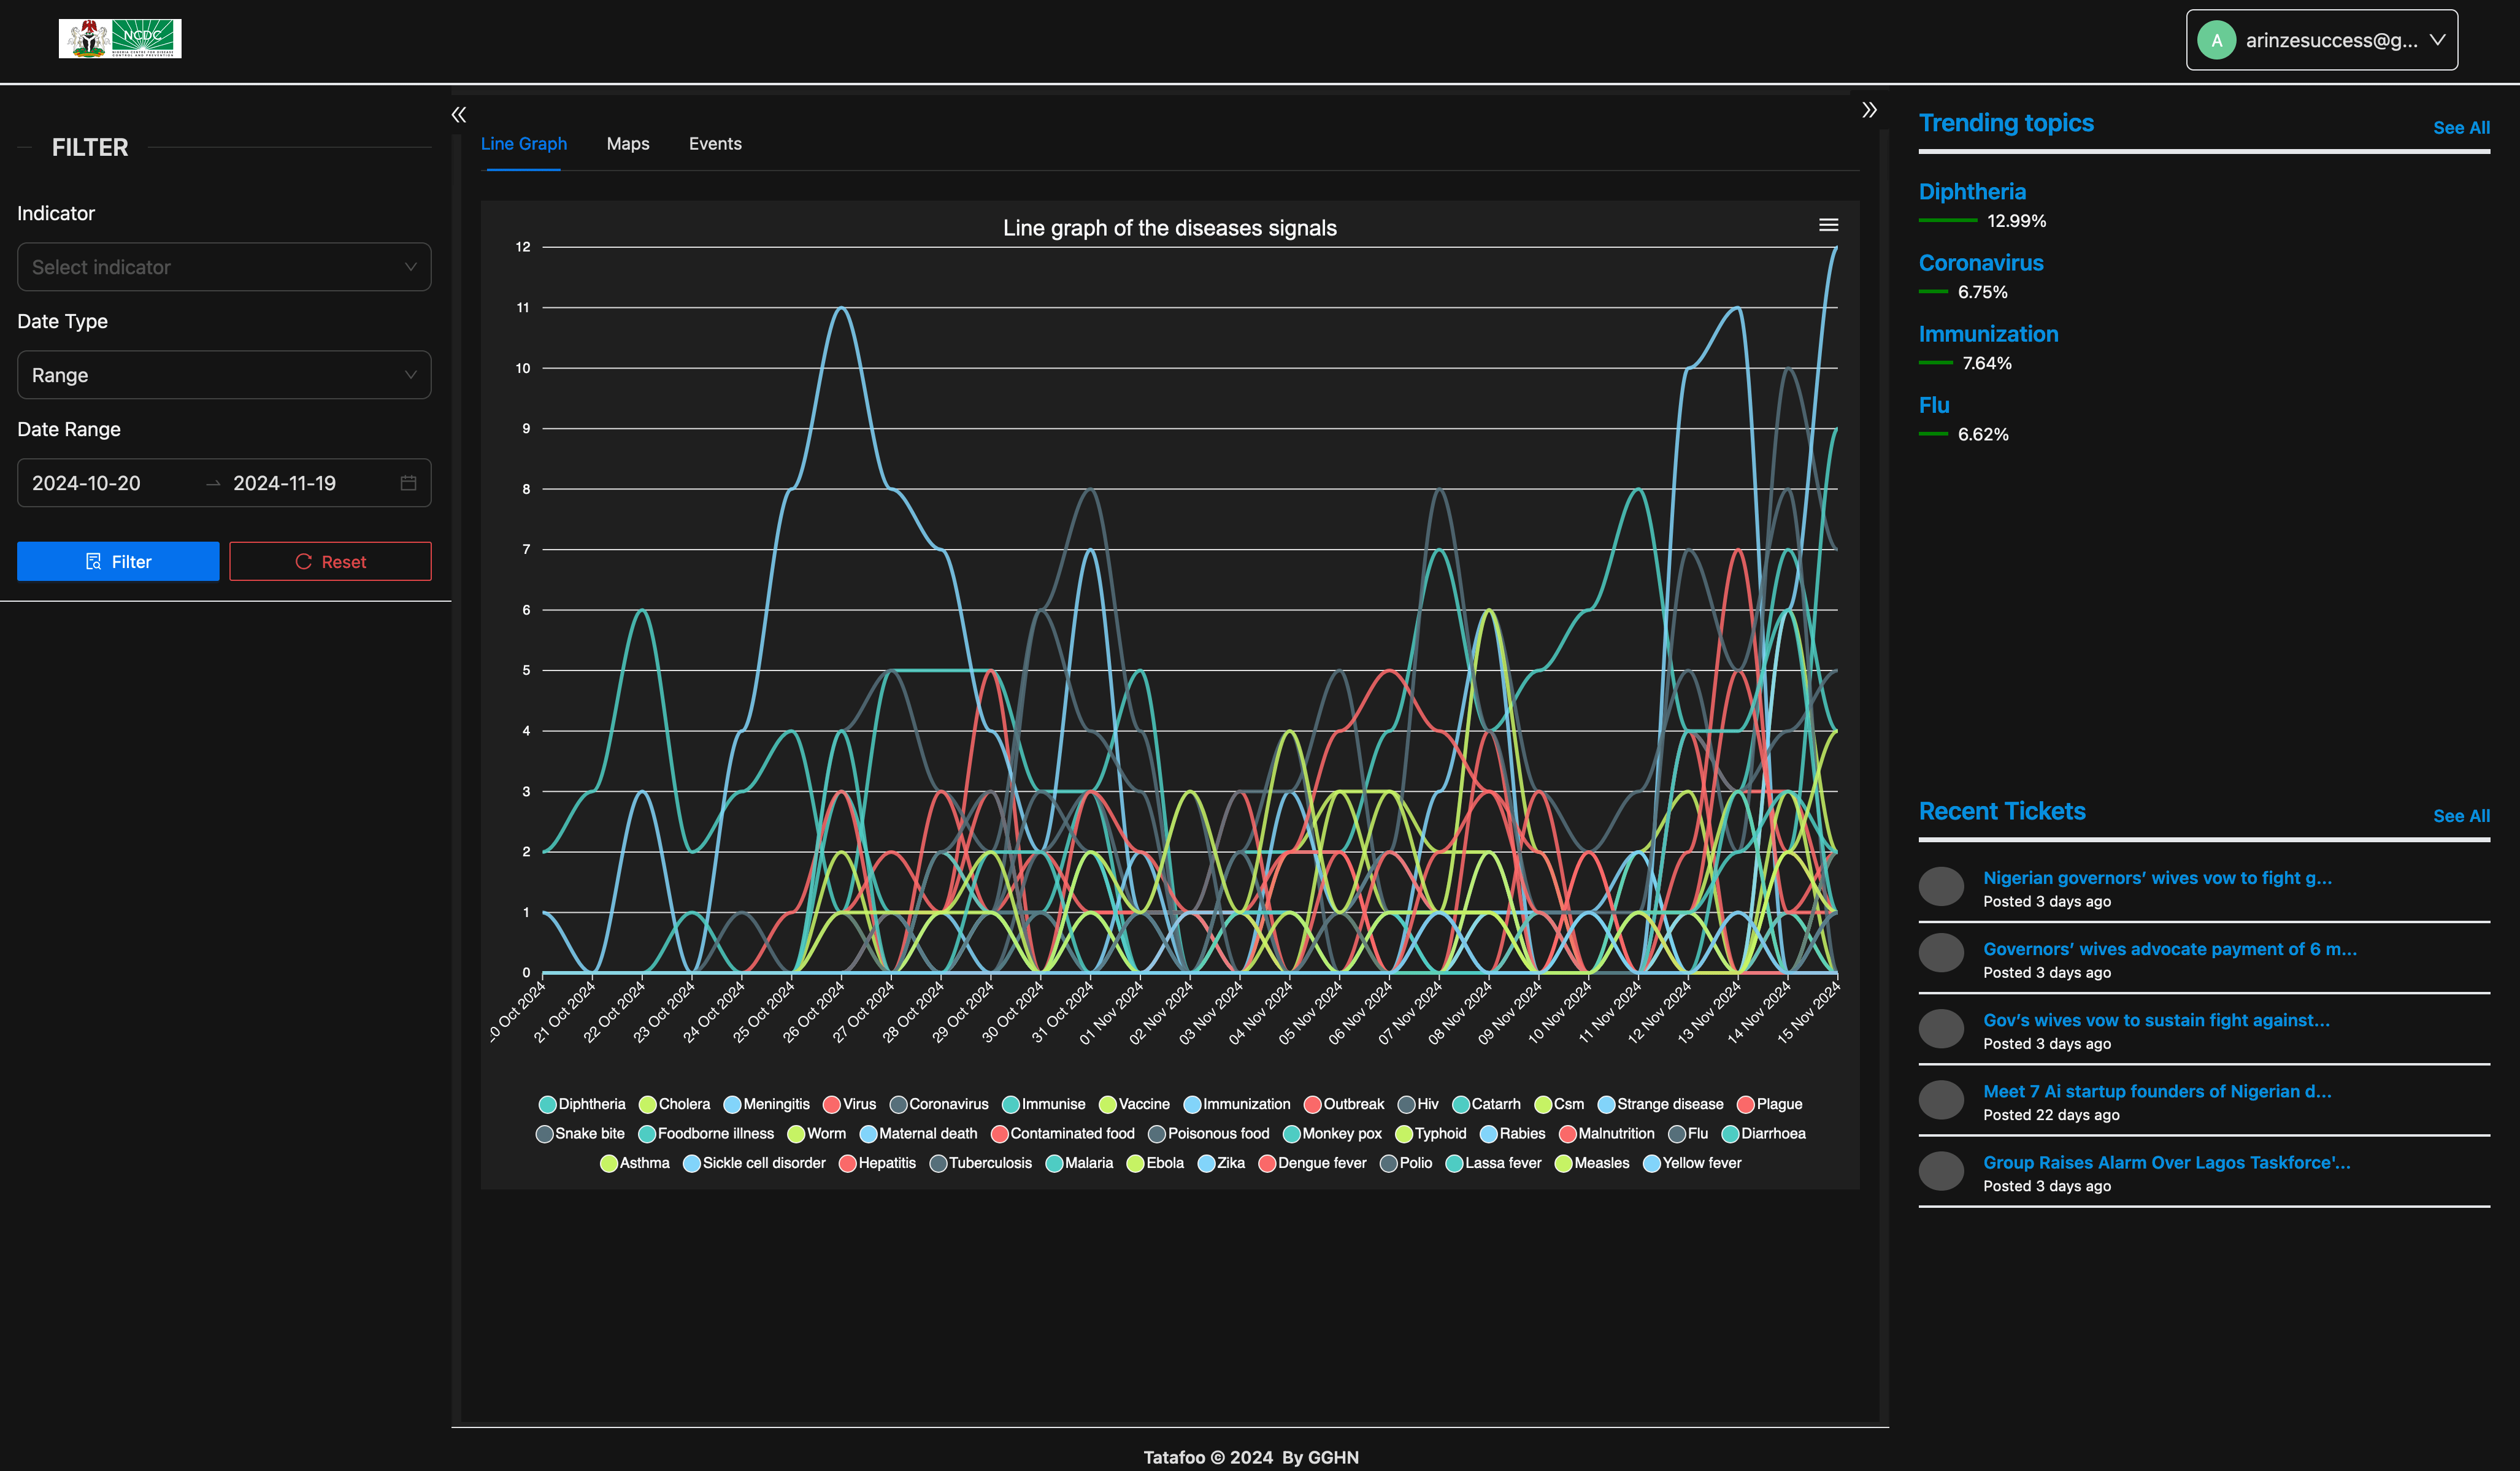 NCDC
NIGERIA CENTRE FOR DISEASE
CONTROL AND PREVENTION
A
arinzesuccess@g...
FILTER
Indicator
Select indicator
Date Type
Range
Date Range
2024-10-20
2024-11-19
Filter
Reset
Line Graph
Maps
Events
Line graph of the diseases signals
12
11
10
9
8
7
6
5
4
3
2
1
0
0 Oct 2024
21 Oct 2024
22 Oct 2024
23 Oct 2024
24 Oct 2024
25 Oct 2024
26 Oct 2024
27 Oct 2024
28 Oct 2024
29 Oct 2024
30 Oct 2024
31 Oct 2024
01 Nov 2024
02 Nov 2024
03 Nov 2024
04 Nov 2024
05 Nov 2024
06 Nov 2024
07 Nov 2024
08 Nov 2024
09 Nov 2024
10 Nov 2024
11 Nov 2024
12 Nov 2024
13 Nov 2024
14 Nov 2024
15 Nov 2024
Diphtheria Cholera Meningitis Virus Coronavirus Immunise Vaccine Immunization Outbreak Hiv Catarrh Csm Strange disease Plague
Snake bite Foodborne illness Worm Maternal death Contaminated food Poisonous food Monkey pox Typhoid Rabies Malnutrition Flu Diarrhoea
Asthma Sickle cell disorder Hepatitis Tuberculosis Malaria Ebola Zika Dengue fever Polio Lassa fever Measles Yellow fever
Trending topics
See All
Diphtheria
12.99%
Coronavirus
6.75%
Immunization
7.64%
Flu
6.62%
Recent Tickets
See All
Nigerian governors’ wives vow to fight g...
Posted 3 days ago
Governors’ wives advocate payment of 6 m...
Posted 3 days ago
Gov’s wives vow to sustain fight against...
Posted 3 days ago
Meet 7 Ai startup founders of Nigerian d...
Posted 22 days ago
Group Raises Alarm Over Lagos Taskforce'...
Posted 3 days ago
Tatafoo © 2024 By GGHN